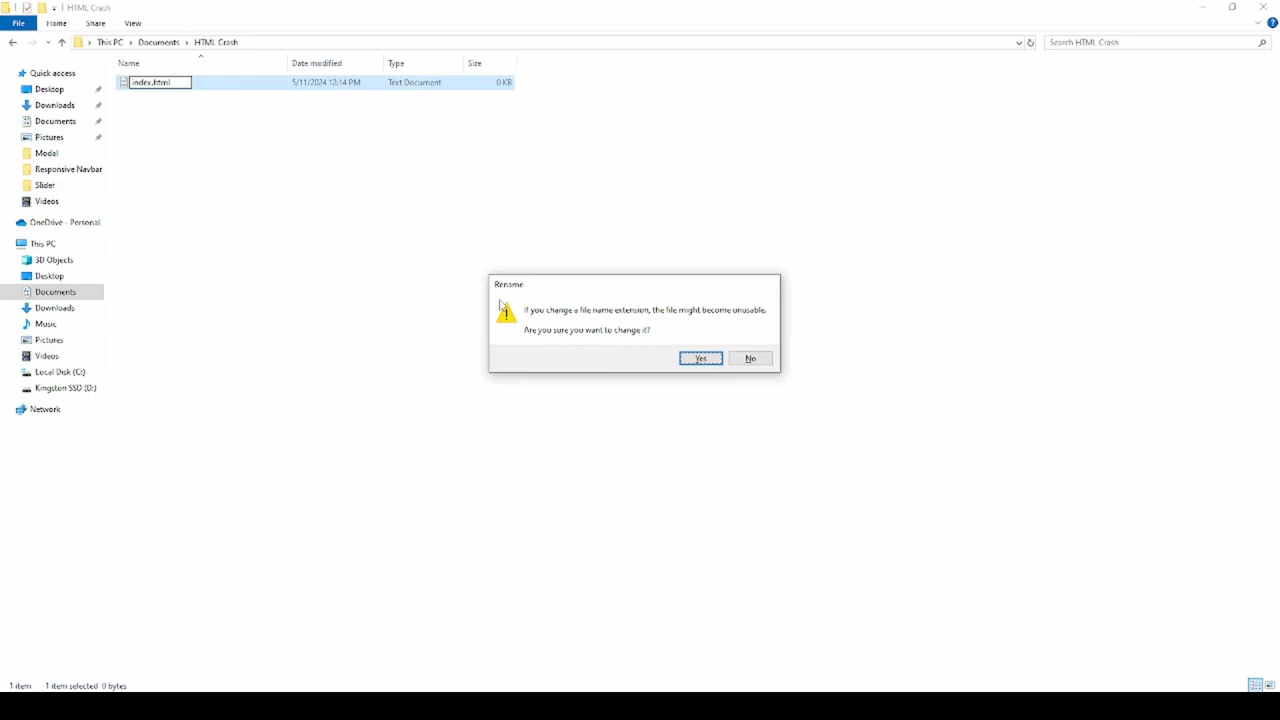 HTML Crash
File Home Share View
This PC > Documents > HTML Crash
Search HTML Crash
Name Date modified Type Size
index.html 5/11/2024 12:14 PM Text Document 0 KB
Quick access
Desktop
Downloads
Documents
Pictures
Modal
Responsive Navbar
Slider
Videos
OneDrive - Personal
This PC
3D Objects
Desktop
Documents
Downloads
Music
Pictures
Videos
Local Disk (C:)
Kingston SSD (D:)
Network
Rename
If you change a file name extension, the file might become unusable.
Are you sure you want to change it?
Yes No
1 item 1 item selected 0 bytes